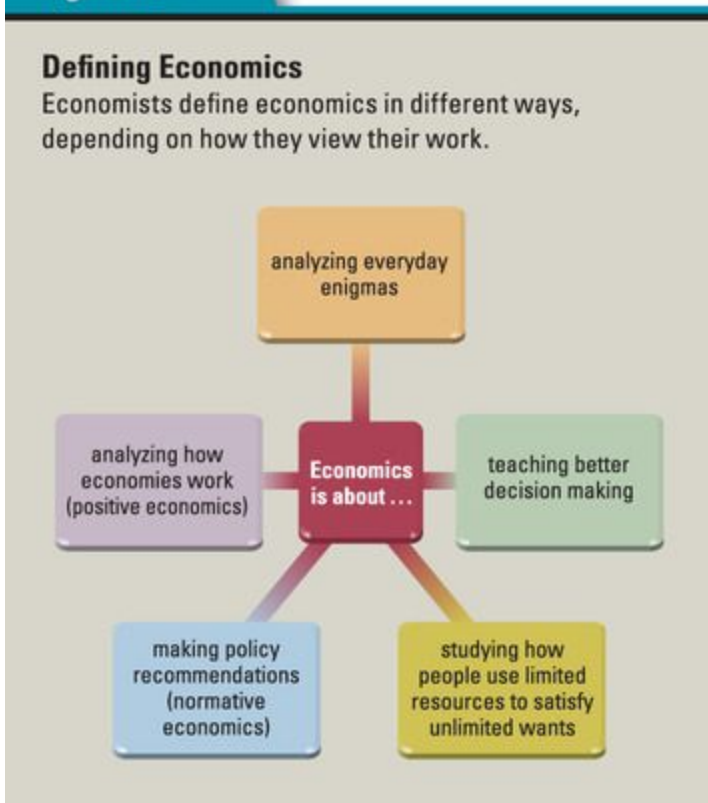 Defining Economics
Economists define economics in different ways,
depending on how they view their work.
analyzing everyday
enigmas
analyzing how
economies work
(positive economics)
Economics
is about ...
teaching better
decision making
making policy
recommendations
(normative
economics)
studying how
people use limited
resources to satisfy
unlimited wants